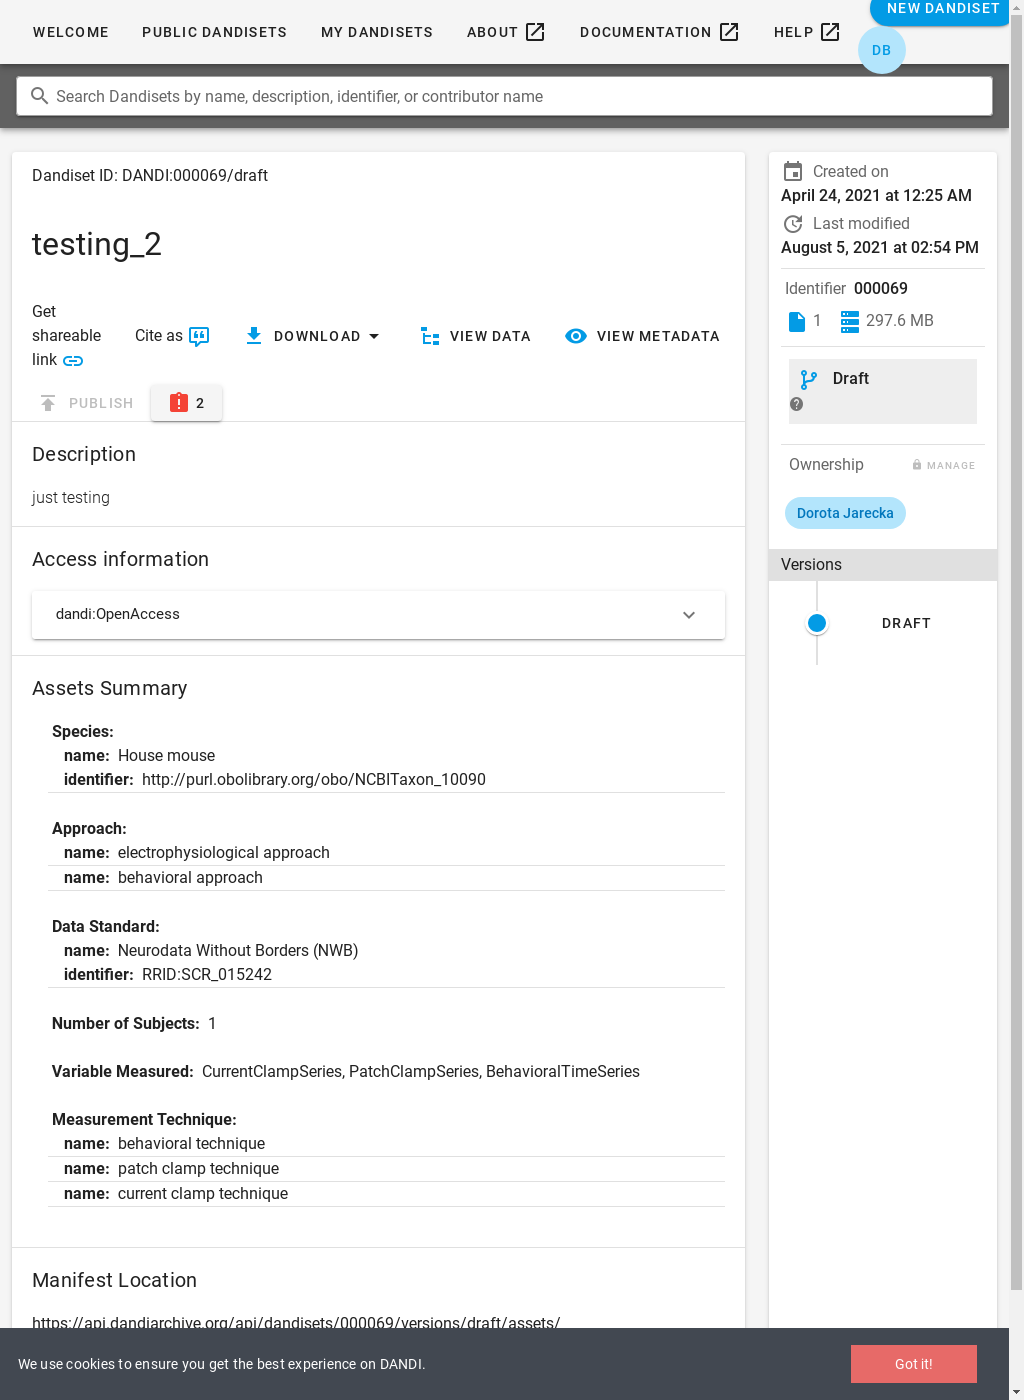 WELCOME PUBLIC DANDISETS MY DANDISETS ABOUT DOCUMENTATION HELP NEW DANDISET
DB
Search Dandisets by name, description, identifier, or contributor name
Dandiset ID: DANDI:000069/draft
testing_2
Get
shareable
link
Cite as
DOWNLOAD
VIEW DATA
VIEW METADATA
PUBLISH
2
Description
just testing
Access information
dandi:OpenAccess
Assets Summary
Species:
name: House mouse
identifier: http://purl.obolibrary.org/obo/NCBITaxon_10090
Approach:
name: electrophysiological approach
name: behavioral approach
Data Standard:
name: Neurodata Without Borders (NWB)
identifier: RRID:SCR_015242
Number of Subjects: 1
Variable Measured: CurrentClampSeries, PatchClampSeries, BehavioralTimeSeries
Measurement Technique:
name: behavioral technique
name: patch clamp technique
name: current clamp technique
Manifest Location
https://api.dandiarchive.org/api/dandisets/000069/versions/draft/assets/
Created on
April 24, 2021 at 12:25 AM
Last modified
August 5, 2021 at 02:54 PM
Identifier 000069
1 297.6 MB
Draft
Ownership MANAGE
Dorota Jarecka
Versions
DRAFT
We use cookies to ensure you get the best experience on DANDI.
Got it!